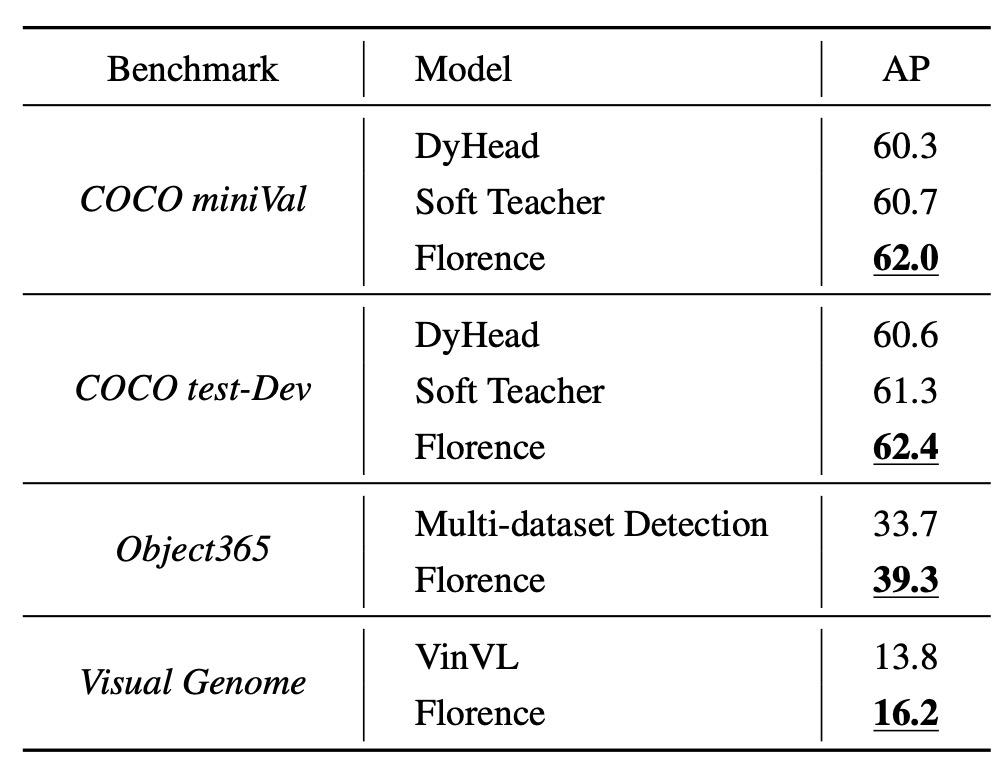 Benchmark Model AP
COCO miniVal
DyHead 60.3
Soft Teacher 60.7
Florence 62.0
COCO test-Dev
DyHead 60.6
Soft Teacher 61.3
Florence 62.4
Object365
Multi-dataset Detection 33.7
Florence 39.3
Visual Genome
VinVL 13.8
Florence 16.2